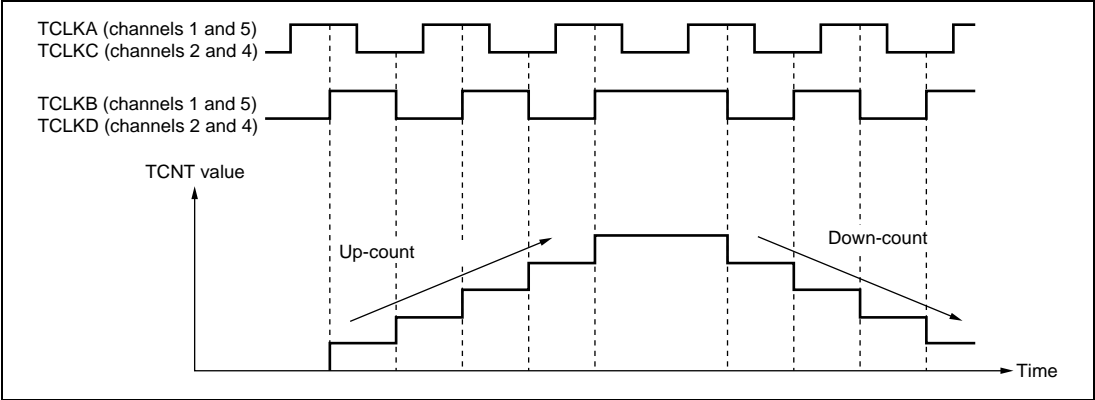 TCLKA (channels 1 and 5)
TCLKC (channels 2 and 4)
TCLKB (channels 1 and 5)
TCLKD (channels 2 and 4)
TCNT value
Up-count
Down-count
Time